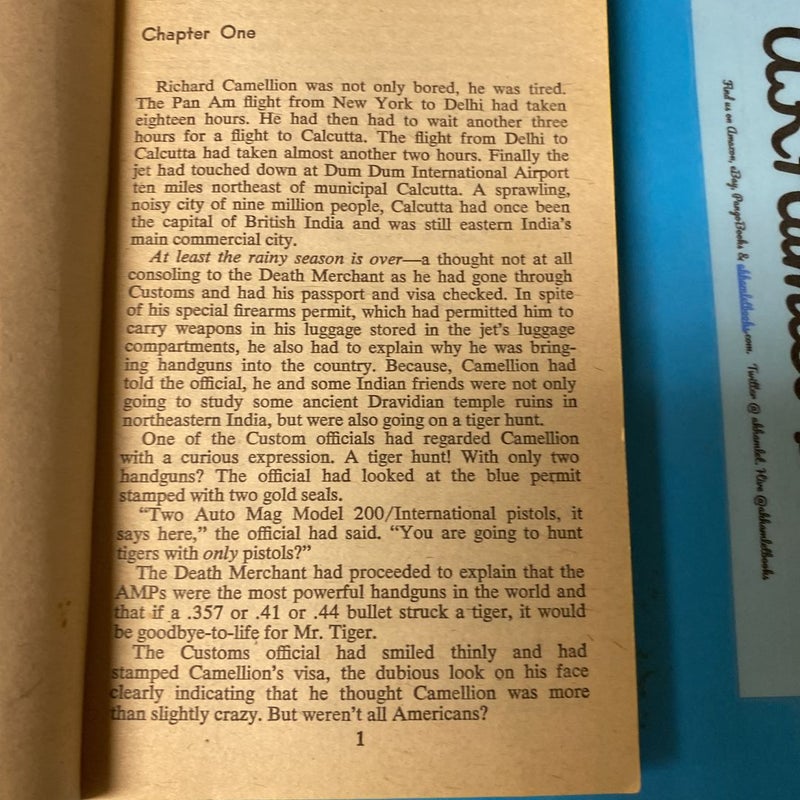 Chapter One
Richard Camellion was not only bored, he was tired.
The Pan Am flight from New York to Delhi had taken
eighteen hours. He had then had to wait another three
hours for a flight to Calcutta. The flight from Delhi to
Calcutta had taken almost another two hours. Finally the
jet had touched down at Dum Dum International Airport
ten miles northeast of municipal Calcutta. A sprawling,
noisy city of nine million people, Calcutta had once been
the capital of British India and was still eastern India's
main commercial city.
At least the rainy season is over—a thought not at all
consoling to the Death Merchant as he had gone through
Customs and had his passport and visa checked. In spite
of his special firearms permit, which had permitted him to
carry weapons in his luggage stored in the jet's luggage
compartments, he also had to explain why he was bring-
ing handguns into the country. Because, Camellion had
told the official, he and some Indian friends were not only
going to study some ancient Dravidian temple ruins in
northeastern India, but were also going on a tiger hunt.
One of the Custom officials had regarded Camellion
with a curious expression. A tiger hunt! With only two
handguns? The official had looked at the blue permit
stamped with two gold seals.
"Two Auto Mag Model 200/International pistols, it
says here," the official had said. "You are going to hunt
tigers with only pistols?"
The Death Merchant had proceeded to explain that the
AMPs were the most powerful handguns in the world and
that if a .357 or .41 or .44 bullet struck a tiger, it would
be goodbye-to-life for Mr. Tiger.
The Customs official had smiled thinly and had
stamped Camellion's visa, the dubious look on his face
clearly indicating that he thought Camellion was more
than slightly crazy. But weren't all Americans?
1
Find us on Amazon, eBay, PangoBooks & akhamletbooks.com. Twitter @ akhamlet. Hive @akhamletbooks